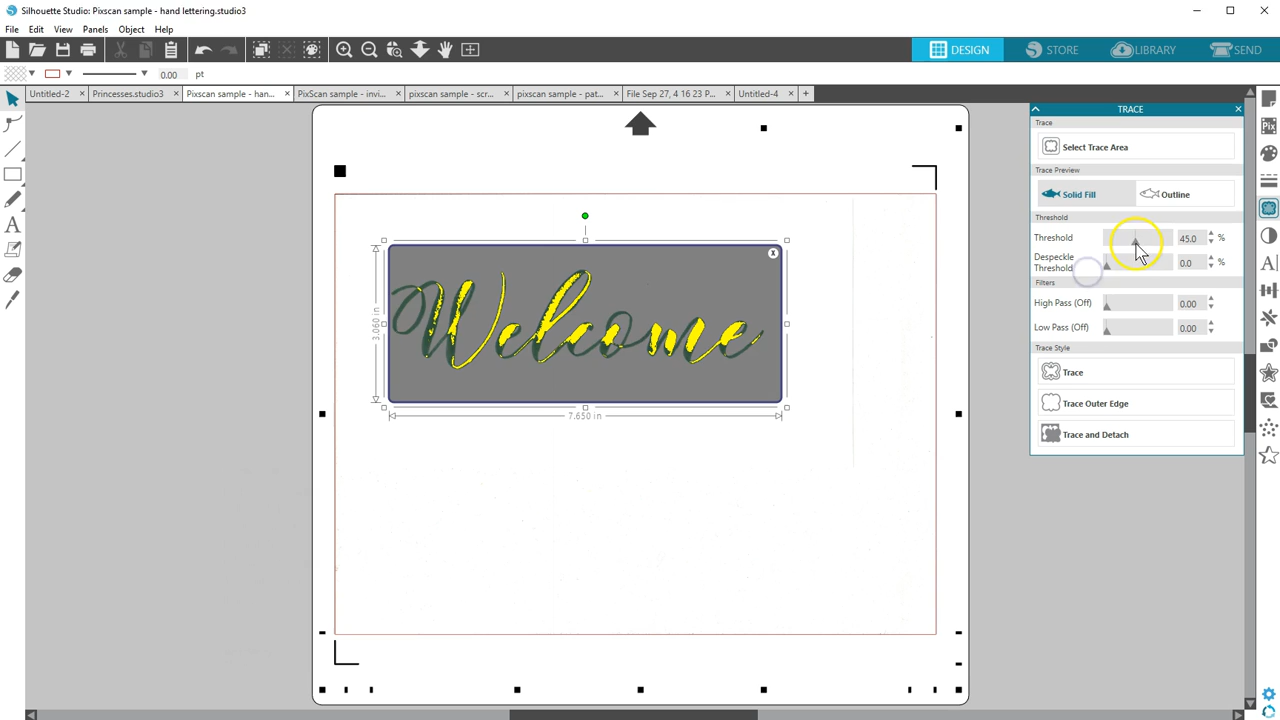 Silhouette Studio: Pixscan sample - hand lettering.studio3
File Edit View Panels Object Help
DESIGN STORE LIBRARY SEND
0.00 pt
Untitled-2 Princesses.studio3 Pixscan sample - han... PixScan sample - invi... pixscan sample - scr... pixscan sample - pat... File Sep 27, 4 16 23 P... Untitled-4
TRACE
Trace
Select Trace Area
Trace Preview
Solid Fill Outline
Threshold
Threshold 45.0 %
Despeckle Threshold 0.0 %
Filters
High Pass (Off) 0.00
Low Pass (Off) 0.00
Trace Style
Trace
Trace Outer Edge
Trace and Detach
Welcome
3.060 in
7.650 in